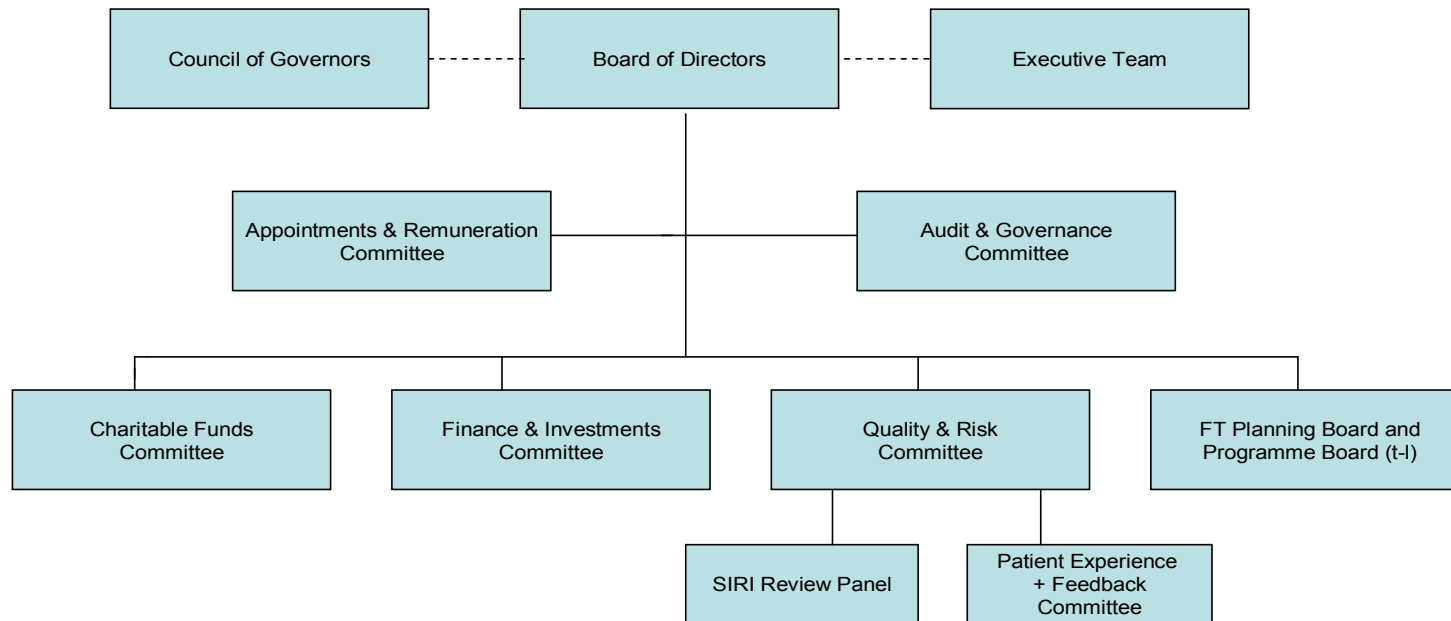 Council of Governors
Board of Directors
Executive Team
Appointments & Remuneration
Committee
Audit & Governance
Committee
Charitable Funds
Committee
Finance & Investments
Committee
Quality & Risk
Committee
FT Planning Board and
Programme Board (t-l)
SIRI Review Panel
Patient Experience
+ Feedback
Committee